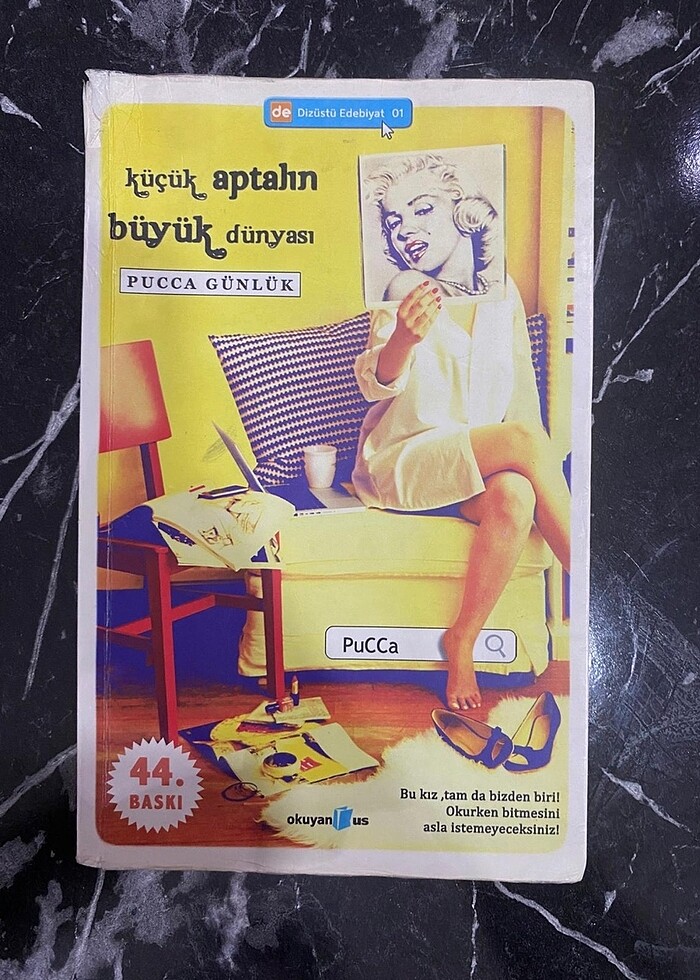 de Dizüstü Edebiyat 01
küçük aptalın
büyük dünyası
PUCCA GÜNLÜK
PuCCa
44.
BASKI
okuyan us
Bu kız ,tam da bizden biri!
Okurken bitmesini
asla istemeyeceksiniz!